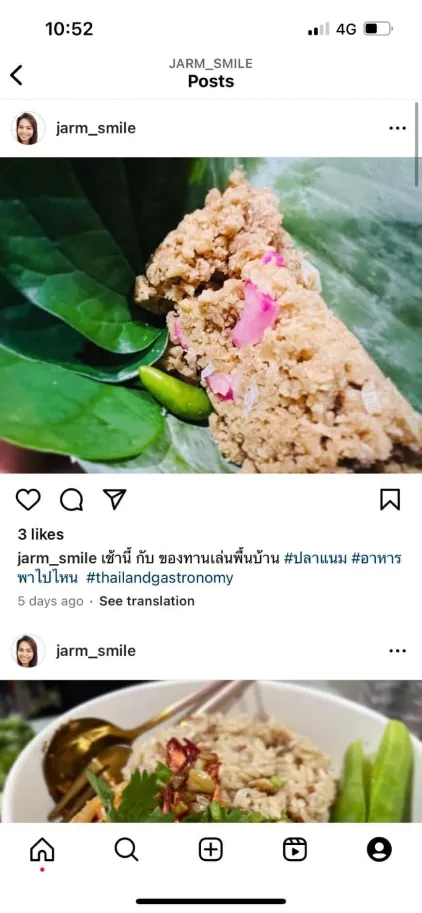 10:52
4G
JARM_SMILE
Posts
jarm_smile
3 likes
jarm_smile เช้านี้ กับ ของทานเล่นพื้นบ้าน #ปลาแนม #อาหาร
พาไปไหน #thailandgastronomy
5 days ago · See translation
jarm_smile